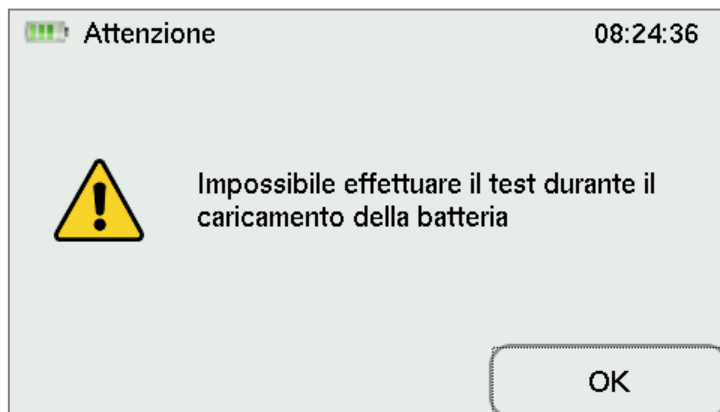 Attenzione 08:24:36
Impossibile effettuare il test durante il
caricamento della batteria
OK